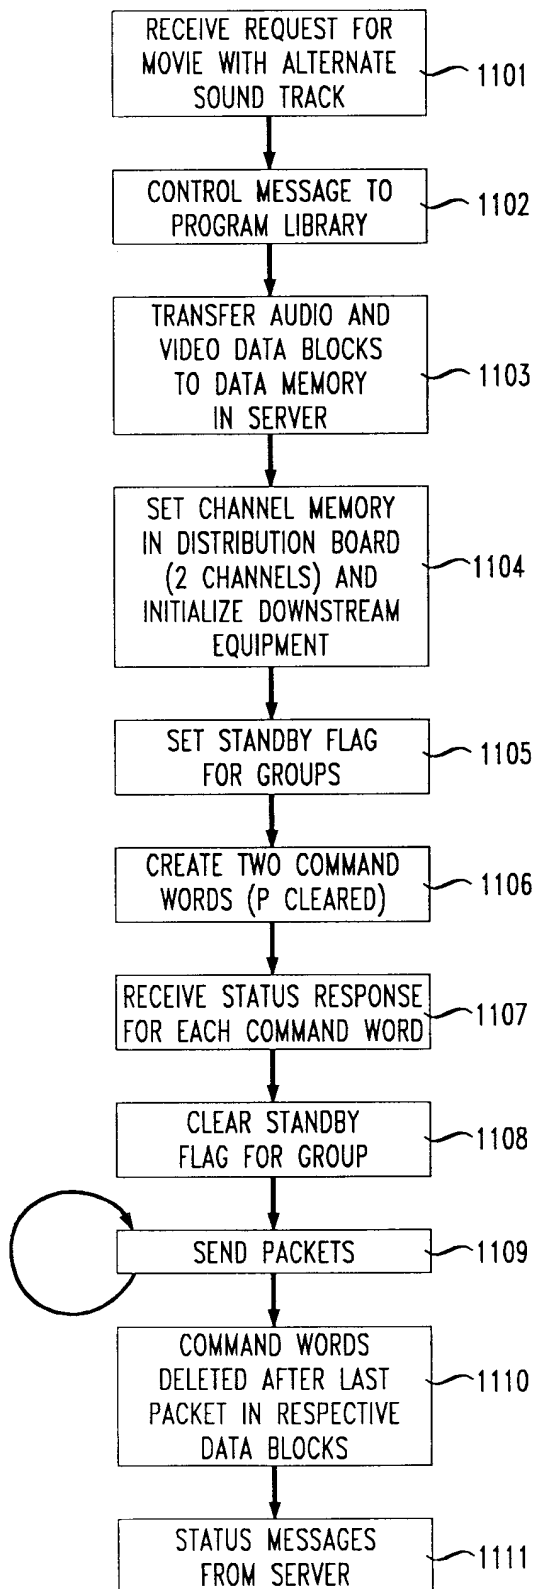 RECEIVE REQUEST FOR
MOVIE WITH ALTERNATE
SOUND TRACK
1101
CONTROL MESSAGE TO
PROGRAM LIBRARY
1102
TRANSFER AUDIO AND
VIDEO DATA BLOCKS
TO DATA MEMORY
IN SERVER
1103
SET CHANNEL MEMORY
IN DISTRIBUTION BOARD
(2 CHANNELS) AND
INITIALIZE DOWNSTREAM
EQUIPMENT
1104
SET STANDBY FLAG
FOR GROUPS
1105
CREATE TWO COMMAND
WORDS (P CLEARED)
1106
RECEIVE STATUS RESPONSE
FOR EACH COMMAND WORD
1107
CLEAR STANDBY
FLAG FOR GROUP
1108
SEND PACKETS
1109
COMMAND WORDS
DELETED AFTER LAST
PACKET IN RESPECTIVE
DATA BLOCKS
1110
STATUS MESSAGES
FROM SERVER
1111